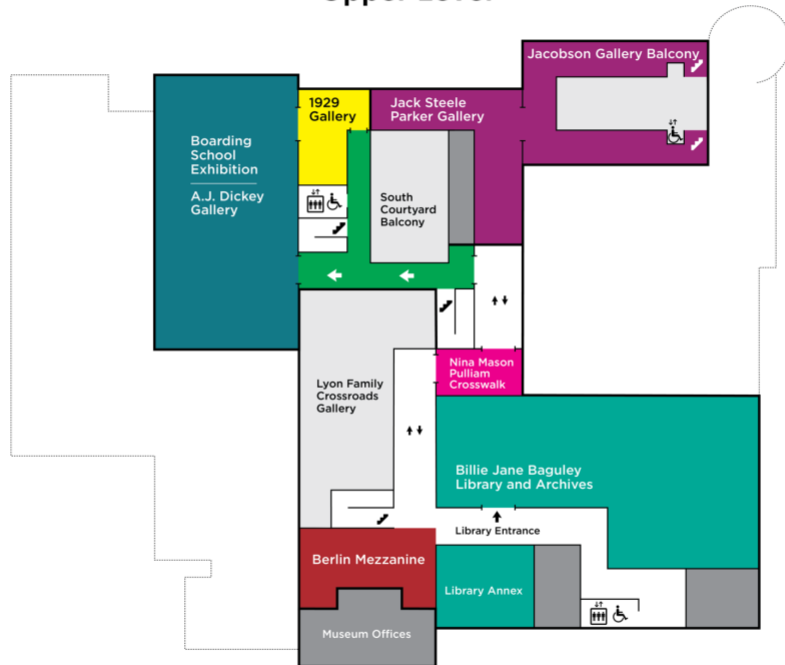 Upper Level
Jacobson Gallery Balcony
1929
Gallery
Jack Steele
Parker Gallery
Boarding
School
Exhibition
A.J. Dickey
Gallery
South
Courtyard
Balcony
Nina Mason
Pulliam
Crosswalk
Lyon Family
Crossroads
Gallery
Billie Jane Baguley
Library and Archives
Library Entrance
Berlin Mezzanine
Library Annex
Museum Offices